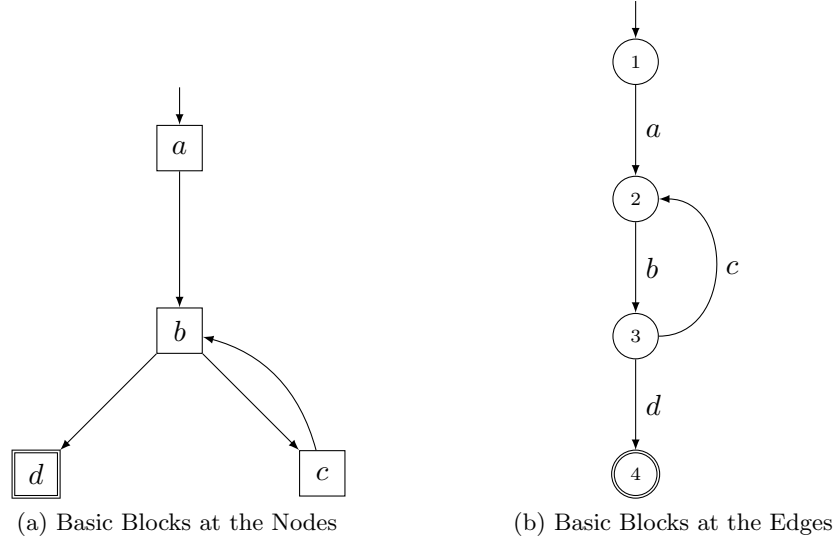 a
b
d
c
(a) Basic Blocks at the Nodes
1
a
2
b
c
3
d
4
(b) Basic Blocks at the Edges